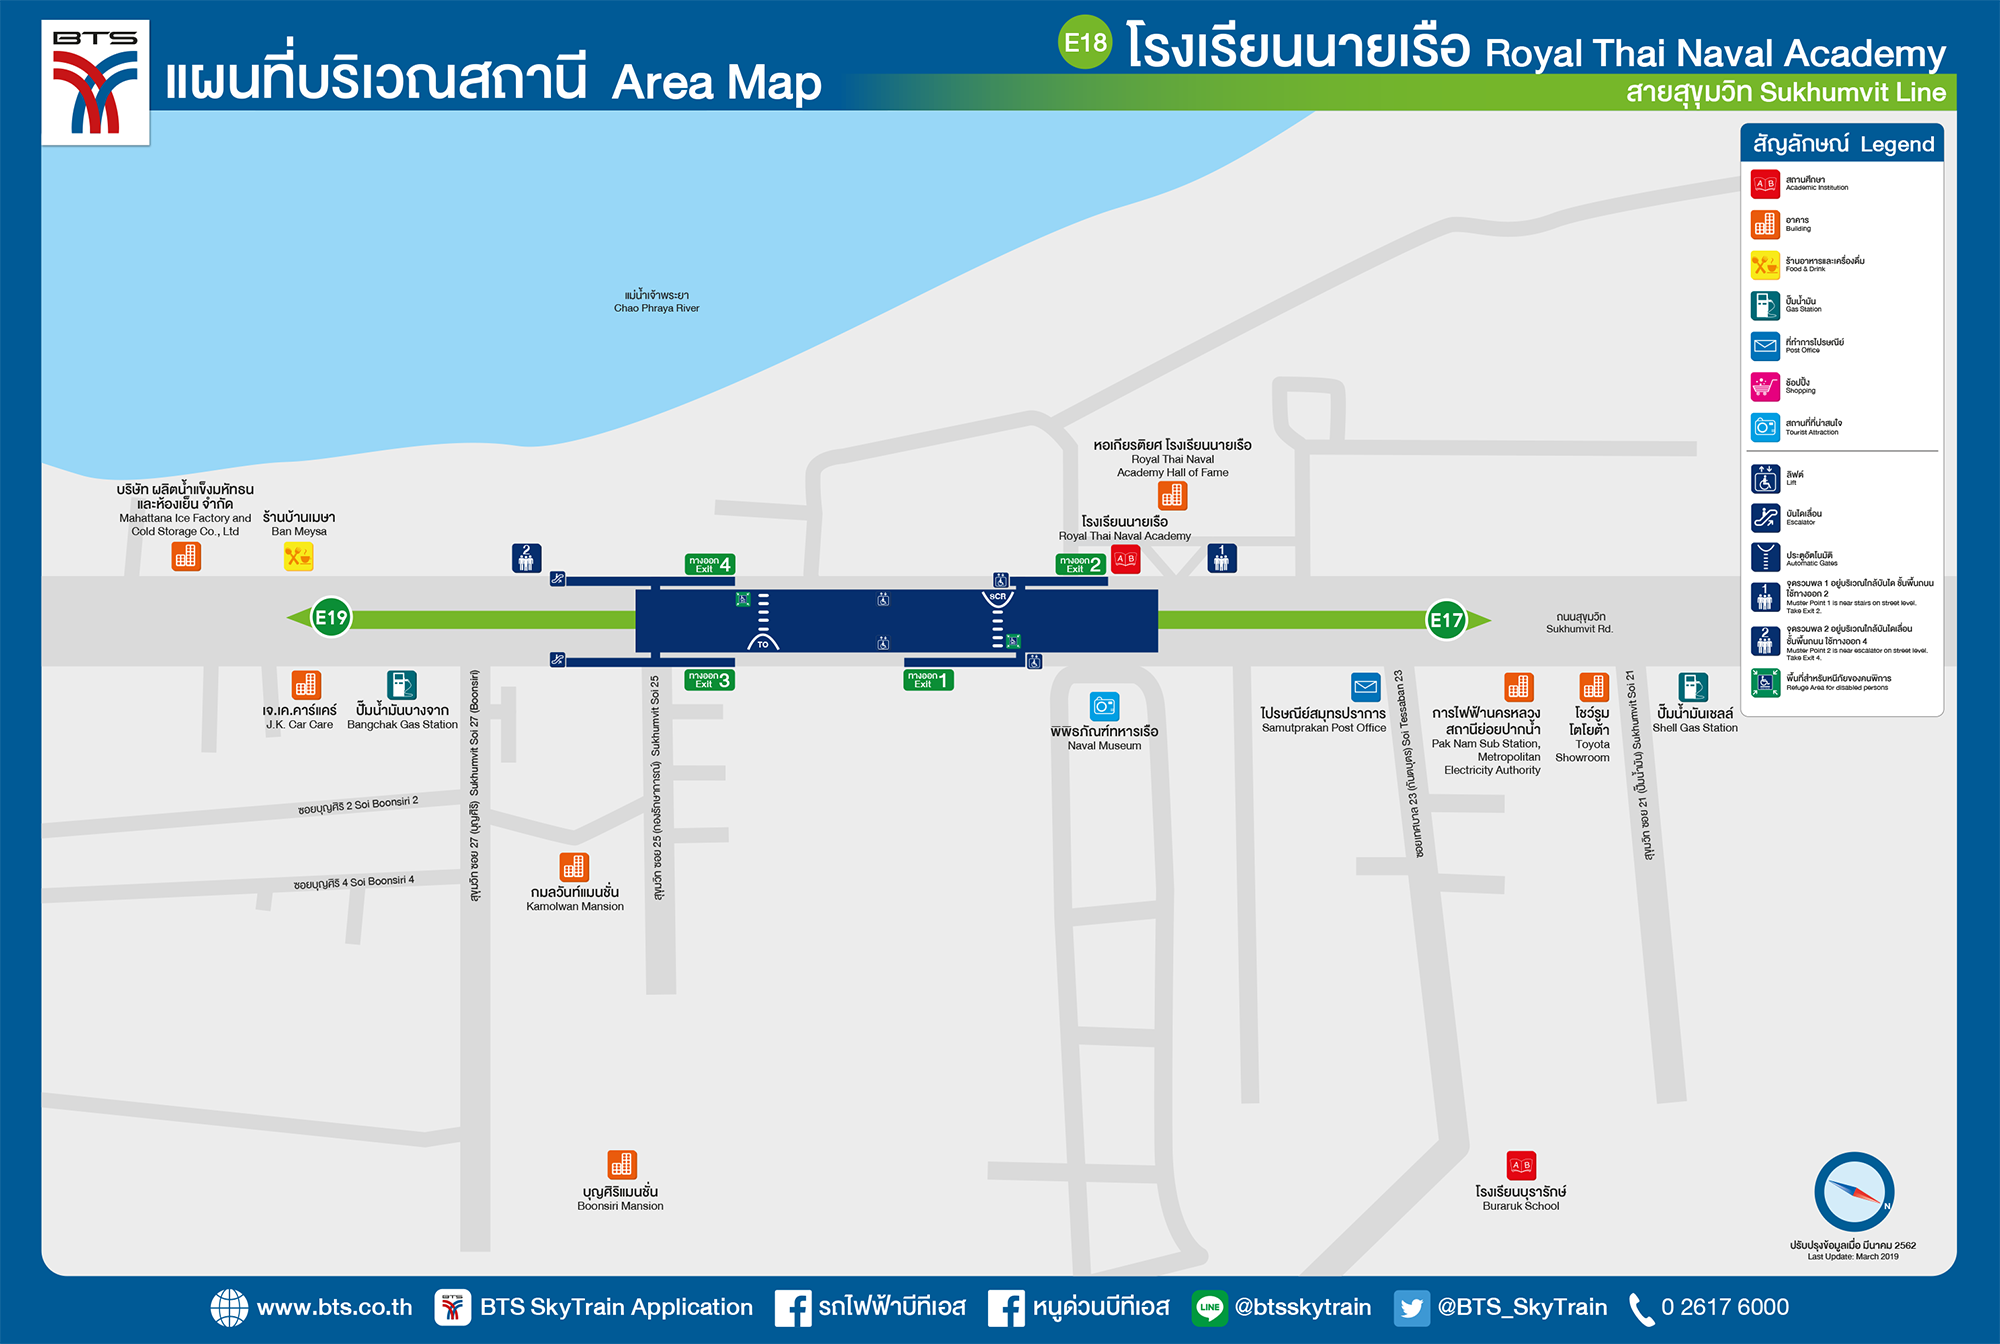 BTS
แผนที่บริเวณสถานี Area Map
E18 โรงเรียนนายเรือ Royal Thai Naval Academy
สายสุขุมวิท Sukhumvit Line
สัญลักษณ์ Legend
สถานศึกษา
Academic Institution
อาคาร
Building
ร้านอาหารและเครื่องดื่ม
Food & Drink
ปั๊มน้ำมัน
Gas Station
ที่ทำการไปรษณีย์
Post Office
ช้อปปิ้ง
Shopping
สถานที่ที่น่าสนใจ
Tourist Attraction
ลิฟต์
Lift
บันไดเลื่อน
Escalator
ประตูอัตโนมัติ
Automatic Gates
1
จุดรวมพล 1 อยู่บริเวณใกล้บันได ชั้นพื้นถนน
ใช้ทางออก 2
Muster Point 1 is near stairs on street level.
Take Exit 2.
2
จุดรวมพล 2 อยู่บริเวณใกล้บันไดเลื่อน
ชั้นพื้นถนน ใช้ทางออก 4
Muster Point 2 is near escalator on street level.
Take Exit 4.
พื้นที่สำหรับหนีภัยของคนพิการ
Refuge Area for disabled persons
แม่น้ำเจ้าพระยา
Chao Phraya River
หอเกียรติยศ โรงเรียนนายเรือ
Royal Thai Naval
Academy Hall of Fame
โรงเรียนนายเรือ
Royal Thai Naval Academy
A B
บริษัท ผลิตน้ำแข็งมหัทธน
และห้องเย็น จำกัด
Mahattana Ice Factory and
Cold Storage Co., Ltd
ร้านบ้านเมษา
Ban Meysa
2
ทางออก
Exit 4
ทางออก
Exit 2
1
E19
SCR
TO
E17
ถนนสุขุมวิท
Sukhumvit Rd.
ทางออก
Exit 3
ทางออก
Exit 1
เจ.เค.คาร์แคร์
J.K. Car Care
ปั๊มน้ำมันบางจาก
Bangchak Gas Station
สุขุมวิท ซอย 27 (บุญศิริ) Sukhumvit Soi 27 (Boonsiri)
สุขุมวิท ซอย 25 (กองรักษาการณ์) Sukhumvit Soi 25
พิพิธภัณฑ์ทหารเรือ
Naval Museum
ไปรษณีย์สมุทรปราการ
Samutprakan Post Office
ซอยเทศบาล 23 (กันตบุตร) Soi Tessaban 23
การไฟฟ้านครหลวง
สถานีย่อยปากน้ำ
Pak Nam Sub Station,
Metropolitan
Electricity Authority
โชว์รูม
โตโยต้า
Toyota
Showroom
สุขุมวิท ซอย 21 (ปั๊มน้ำมัน) Sukhumvit Soi 21
ปั๊มน้ำมันเชลล์
Shell Gas Station
ซอยบุญศิริ 2 Soi Boonsiri 2
ซอยบุญศิริ 4 Soi Boonsiri 4
กมลวันท์แมนชั่น
Kamolwan Mansion
บุญศิริแมนชั่น
Boonsiri Mansion
A B
โรงเรียนบุรารักษ์
Buraruk School
N
ปรับปรุงข้อมูลเมื่อ มีนาคม 2562
Last Update: March 2019
www.bts.co.th
BTS
BTS SkyTrain Application
รถไฟฟ้าบีทีเอส
หนูด่วนบีทีเอส
LINE
@btsskytrain
@BTS_SkyTrain
0 2617 6000